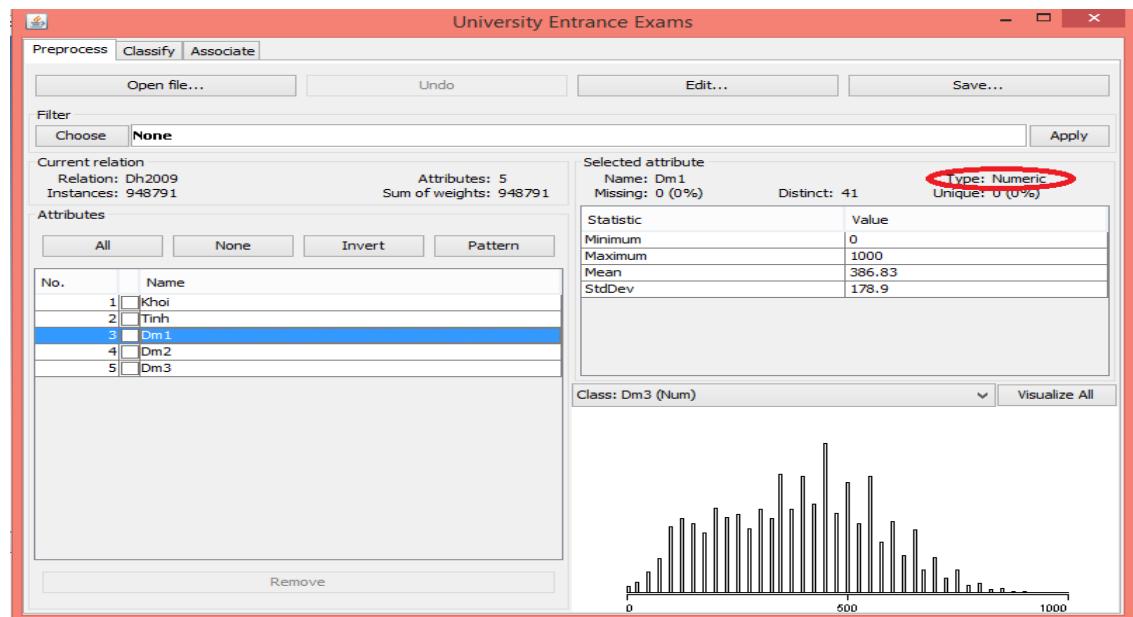 University Entrance Exams
Preprocess Classify Associate
Open file... Undo Edit... Save...
Filter
Choose None Apply
Current relation
Relation: Dh2009 Attributes: 5
Instances: 948791 Sum of weights: 948791
Attributes
All None Invert Pattern
No. Name
1 Khoi
2 Tinh
3 Dm1
4 Dm2
5 Dm3
Remove
Selected attribute
Name: Dm1 Type: Numeric
Missing: 0 (0%) Distinct: 41 Unique: 0 (0%)
Statistic Value
Minimum 0
Maximum 1000
Mean 386.83
StdDev 178.9
Class: Dm3 (Num) Visualize All
0 500 1000